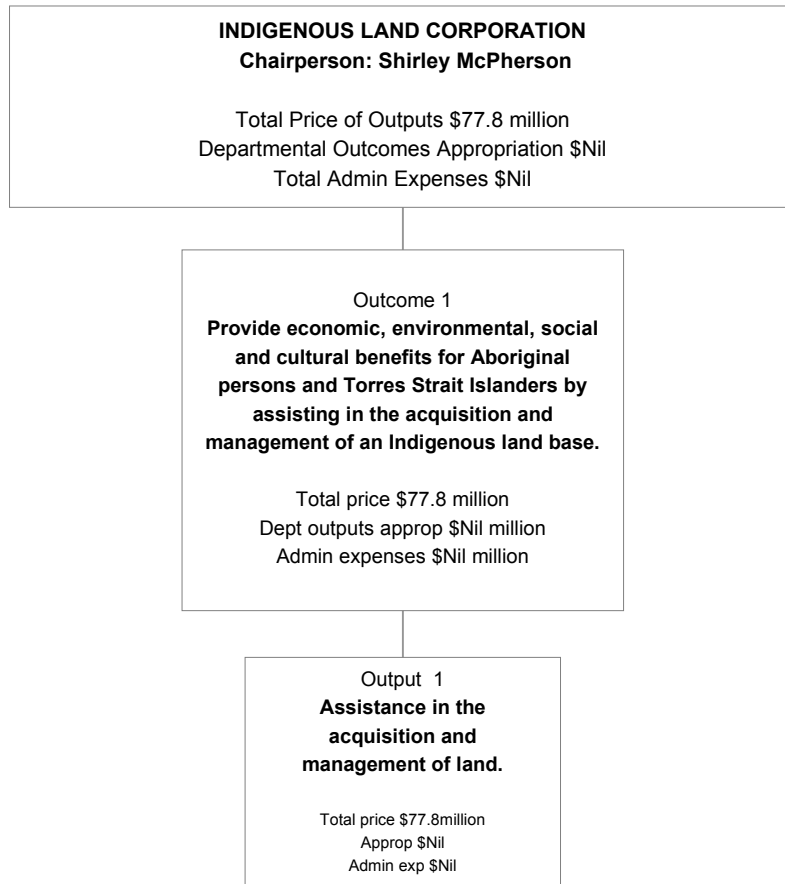 INDIGENOUS LAND CORPORATION
Chairperson: Shirley McPherson
Total Price of Outputs $77.8 million
Departmental Outcomes Appropriation $Nil
Total Admin Expenses $Nil
Outcome 1
Provide economic, environmental, social
and cultural benefits for Aboriginal
persons and Torres Strait Islanders by
assisting in the acquisition and
management of an Indigenous land base.
Total price $77.8 million
Dept outputs approp $Nil million
Admin expenses $Nil million
Output 1
Assistance in the
acquisition and
management of land.
Total price $77.8million
Approp $Nil
Admin exp $Nil